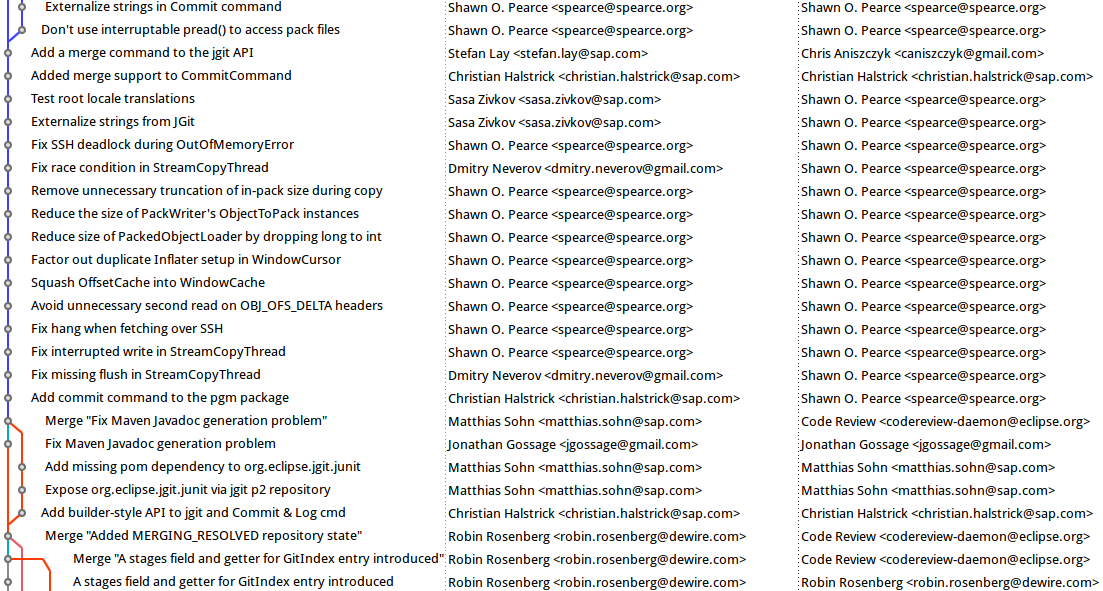 Externalize strings in Commit command Shawn O. Pearce <spearce@spearce.org> Shawn O. Pearce <spearce@spearce.org>
Don't use interruptable pread() to access pack files Shawn O. Pearce <spearce@spearce.org> Shawn O. Pearce <spearce@spearce.org>
Add a merge command to the jgit API Stefan Lay <stefan.lay@sap.com> Chris Aniszczyk <caniszczyk@gmail.com>
Added merge support to CommitCommand Christian Halstrick <christian.halstrick@sap.com> Christian Halstrick <christian.halstrick@sap.com>
Test root locale translations Sasa Zivkov <sasa.zivkov@sap.com> Shawn O. Pearce <spearce@spearce.org>
Externalize strings from JGit Sasa Zivkov <sasa.zivkov@sap.com> Shawn O. Pearce <spearce@spearce.org>
Fix SSH deadlock during OutOfMemoryError Shawn O. Pearce <spearce@spearce.org> Shawn O. Pearce <spearce@spearce.org>
Fix race condition in StreamCopyThread Dmitry Neverov <dmitry.neverov@gmail.com> Shawn O. Pearce <spearce@spearce.org>
Remove unnecessary truncation of in-pack size during copy Shawn O. Pearce <spearce@spearce.org> Shawn O. Pearce <spearce@spearce.org>
Reduce the size of PackWriter's ObjectToPack instances Shawn O. Pearce <spearce@spearce.org> Shawn O. Pearce <spearce@spearce.org>
Reduce size of PackedObjectLoader by dropping long to int Shawn O. Pearce <spearce@spearce.org> Shawn O. Pearce <spearce@spearce.org>
Factor out duplicate Inflater setup in WindowCursor Shawn O. Pearce <spearce@spearce.org> Shawn O. Pearce <spearce@spearce.org>
Squash OffsetCache into WindowCache Shawn O. Pearce <spearce@spearce.org> Shawn O. Pearce <spearce@spearce.org>
Avoid unnecessary second read on OBJ_OFS_DELTA headers Shawn O. Pearce <spearce@spearce.org> Shawn O. Pearce <spearce@spearce.org>
Fix hang when fetching over SSH Shawn O. Pearce <spearce@spearce.org> Shawn O. Pearce <spearce@spearce.org>
Fix interrupted write in StreamCopyThread Shawn O. Pearce <spearce@spearce.org> Shawn O. Pearce <spearce@spearce.org>
Fix missing flush in StreamCopyThread Dmitry Neverov <dmitry.neverov@gmail.com> Shawn O. Pearce <spearce@spearce.org>
Add commit command to the pgm package Christian Halstrick <christian.halstrick@sap.com> Shawn O. Pearce <spearce@spearce.org>
Merge "Fix Maven Javadoc generation problem" Matthias Sohn <matthias.sohn@sap.com> Code Review <codereview-daemon@eclipse.org>
Fix Maven Javadoc generation problem Jonathan Gossage <jgossage@gmail.com> Jonathan Gossage <jgossage@gmail.com>
Add missing pom dependency to org.eclipse.jgit.junit Matthias Sohn <matthias.sohn@sap.com> Matthias Sohn <matthias.sohn@sap.com>
Expose org.eclipse.jgit.junit via jgit p2 repository Matthias Sohn <matthias.sohn@sap.com> Matthias Sohn <matthias.sohn@sap.com>
Add builder-style API to jgit and Commit & Log cmd Christian Halstrick <christian.halstrick@sap.com> Christian Halstrick <christian.halstrick@sap.com>
Merge "Added MERGING_RESOLVED repository state" Robin Rosenberg <robin.rosenberg@dewire.com> Code Review <codereview-daemon@eclipse.org>
Merge "A stages field and getter for GitIndex entry introduced" Robin Rosenberg <robin.rosenberg@dewire.com> Code Review <codereview-daemon@eclipse.org>
A stages field and getter for GitIndex entry introduced Robin Rosenberg <robin.rosenberg@dewire.com> Robin Rosenberg <robin.rosenberg@dewire.com>